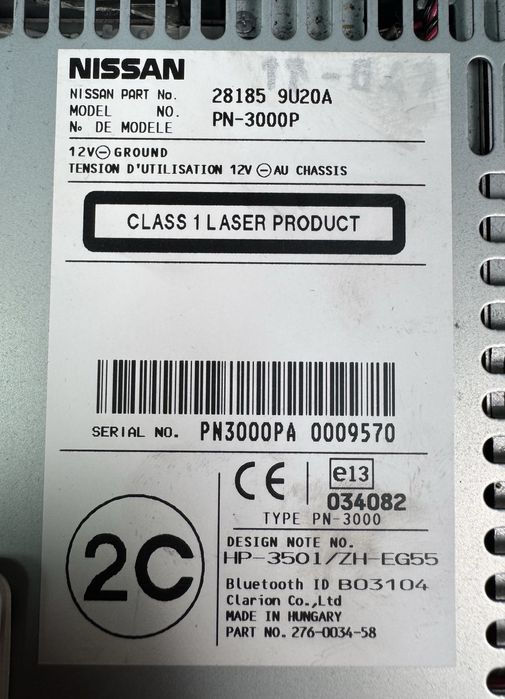 NISSAN
NISSAN PART No. 28185 9U20A
MODEL NO. PN-3000P
No DE MODELE
12V⊖GROUND
TENSION D'UTILISATION 12V ⊖AU CHASSIS
CLASS 1 LASER PRODUCT
SERIAL NO. PN3000PA 0009570
CE e13
034082
TYPE PN-3000
2C
DESIGN NOTE NO.
HP-3501/ZH-EG55
Bluetooth ID B03104
Clarion Co.,Ltd
MADE IN HUNGARY
PART NO. 276-0034-58